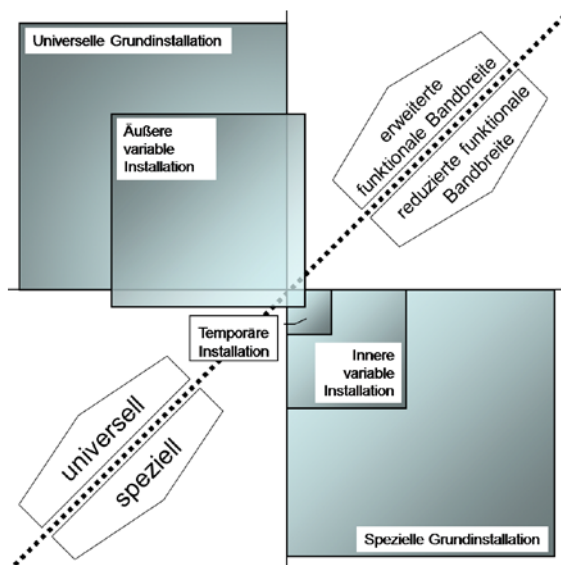 Universelle Grundinstallation
erweiterte
funktionale Bandbreite
reduzierte funktionale
Bandbreite
Äußere
variable
Installation
Temporäre
Installation
Innere
variable
Installation
universell
speziell
Spezielle Grundinstallation